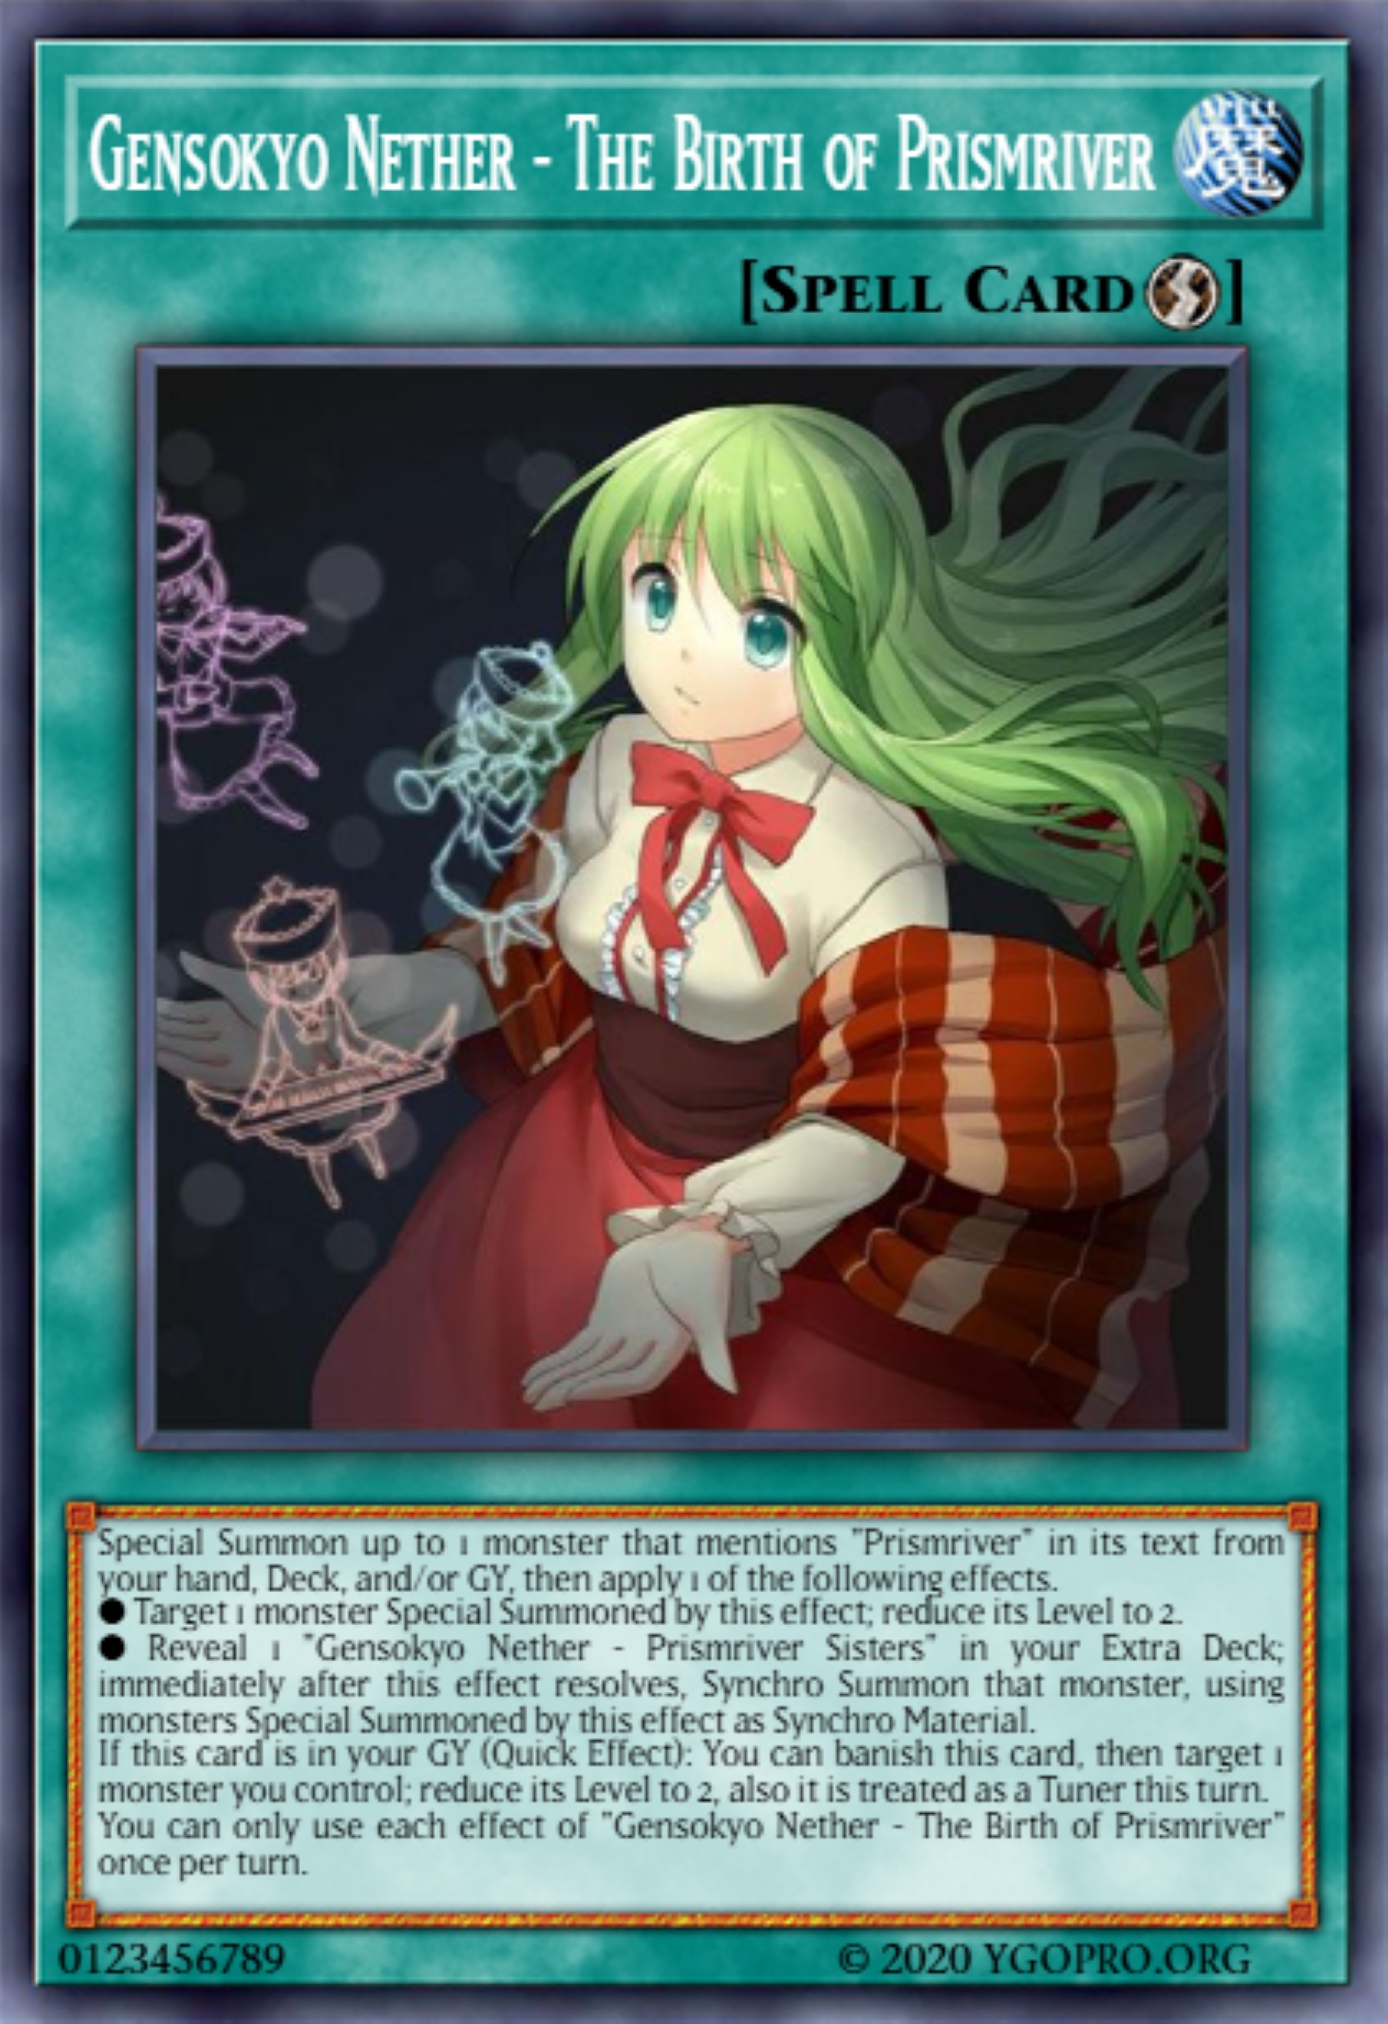 Gensokyo Nether - The Birth of Prismriver 魔
[Spell Card]
Special Summon up to 1 monster that mentions "Prismriver" in its text from
your hand, Deck, and/or GY, then apply 1 of the following effects.
● Target 1 monster Special Summoned by this effect; reduce its Level to 2.
● Reveal 1 "Gensokyo Nether - Prismriver Sisters" in your Extra Deck;
immediately after this effect resolves, Synchro Summon that monster, using
monsters Special Summoned by this effect as Synchro Material.
If this card is in your GY (Quick Effect): You can banish this card, then target 1
monster you control; reduce its Level to 2, also it is treated as a Tuner this turn.
You can only use each effect of "Gensokyo Nether - The Birth of Prismriver"
once per turn.
0123456789
© 2020 YGOPRO.ORG